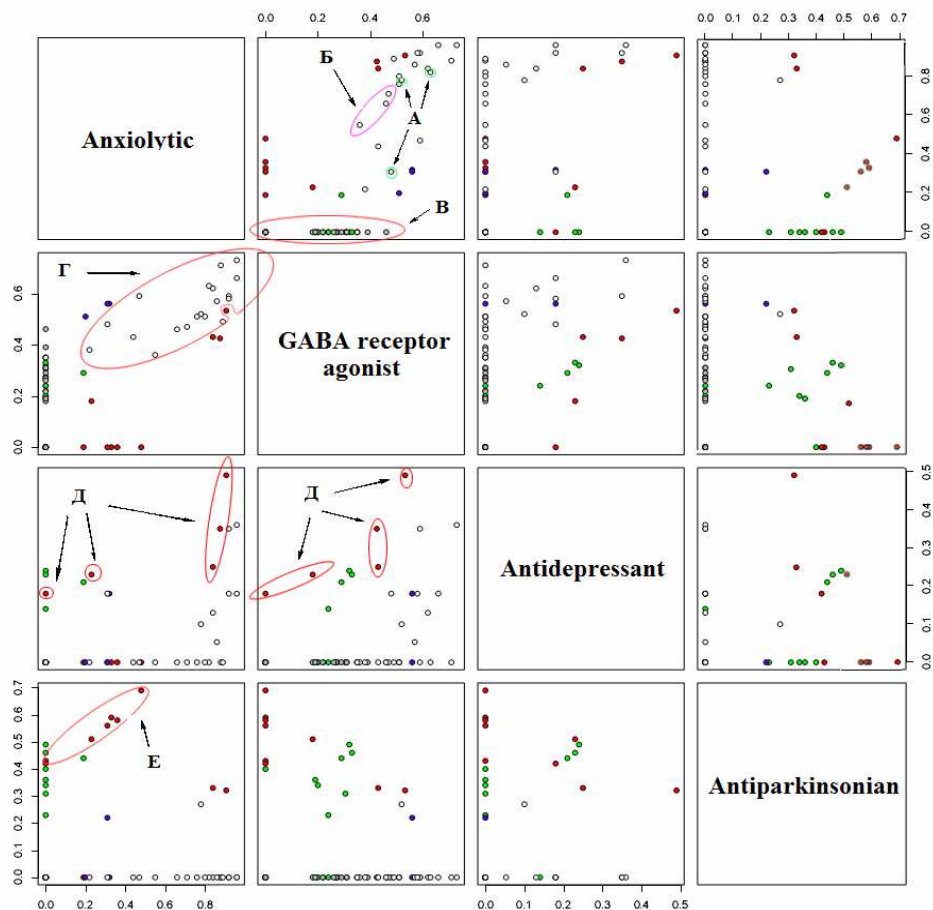 0.0 0.2 0.4 0.6
0.0 0.1 0.2 0.3 0.4 0.5 0.6 0.7
Anxiolytic
Б
А
В
0.0 0.2 0.4 0.6 0.8
Г
0.0 0.2 0.4 0.6
GABA receptor
agonist
Д
Д
Antidepressant
0.0 0.1 0.2 0.3 0.4 0.5
0.0 0.1 0.2 0.3 0.4 0.5 0.6 0.7
Е
Antiparkinsonian
0.0 0.2 0.4 0.6 0.8
0.0 0.1 0.2 0.3 0.4 0.5